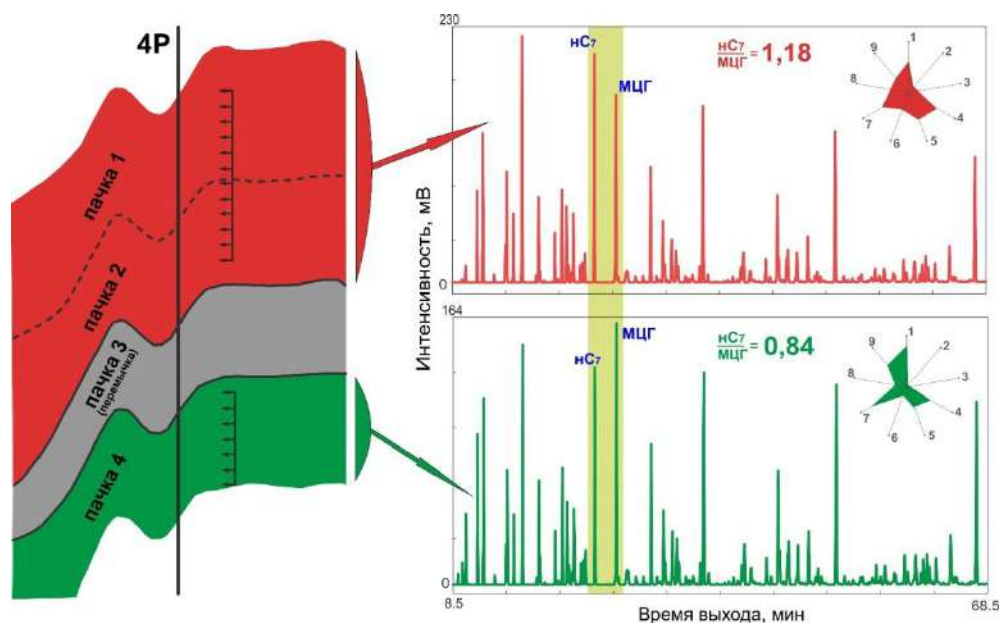 4Р
пачка 1
пачка 2
пачка 3
(перемычка)
пачка 4
230
нС₇
МЦГ
нС₇
МЦГ = 1,18
1
2
3
4
5
6
7
8
9
0
164
нС₇
МЦГ
нС₇
МЦГ = 0,84
1
2
3
4
5
6
7
8
9
0
8.5
68.5
Интенсивность, мВ
Время выхода, мин